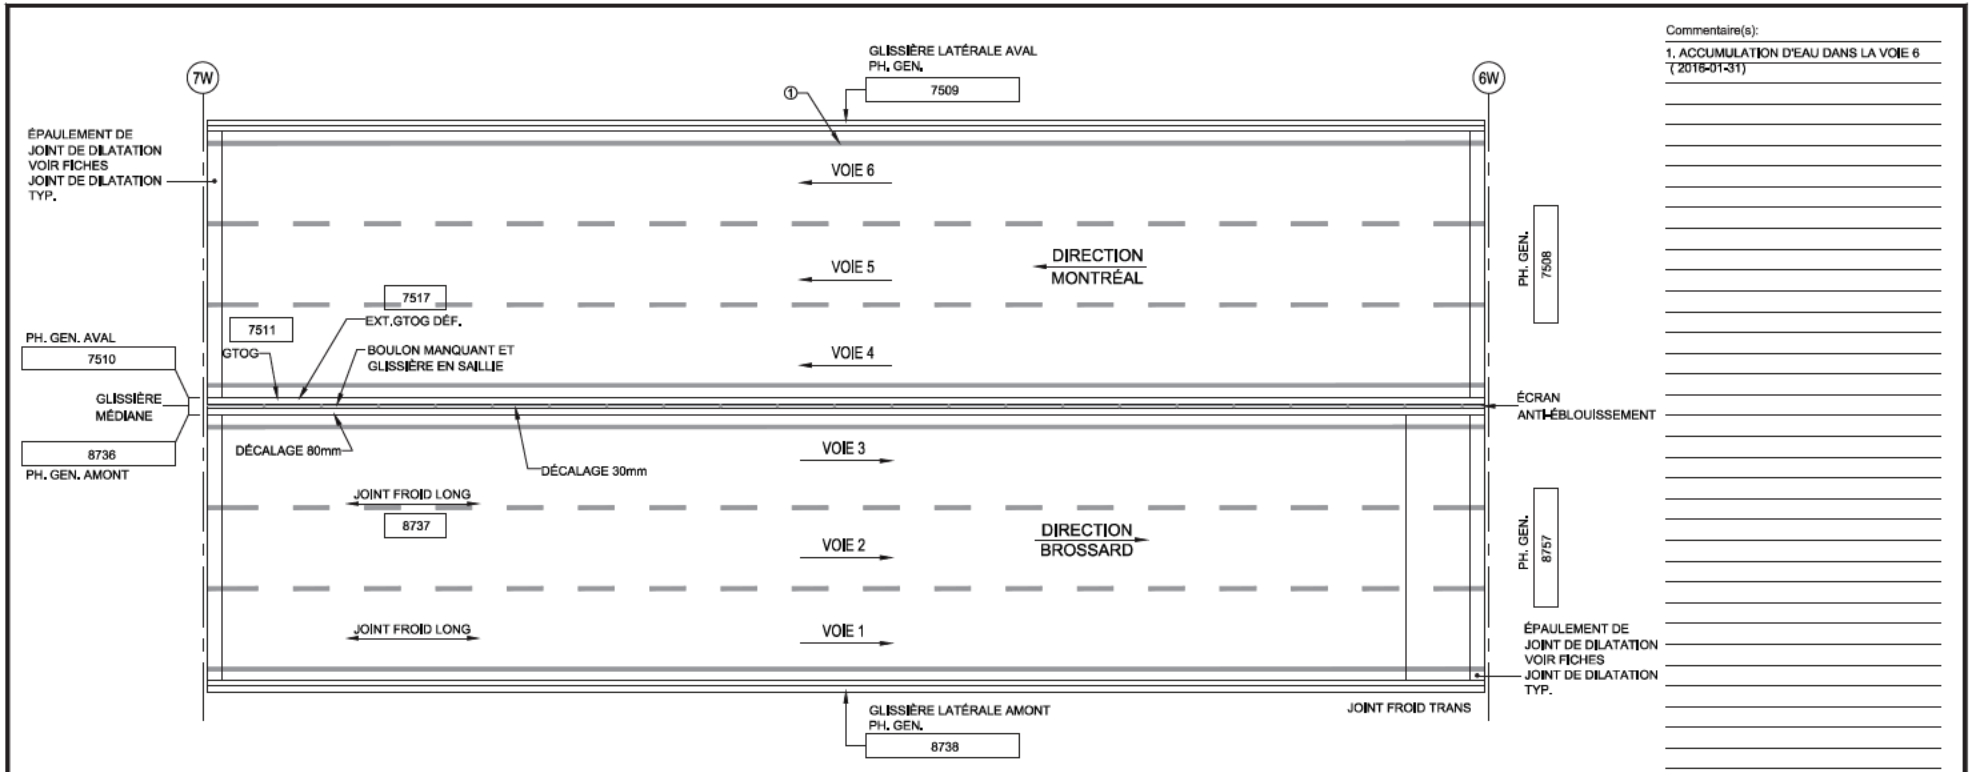 Commentaire(s):
1. ACCUMULATION D'EAU DANS LA VOIE 6
( 2016-01-31)
GLISSIÈRE LATÉRALE AVAL
PH. GEN.
7509
7W
6W
1
ÉPAULEMENT DE
JOINT DE DILATATION
VOIR FICHES
JOINT DE DILATATION
TYP.
VOIE 6
DIRECTION
MONTRÉAL
VOIE 5
PH. GEN.
7508
7517
EXT.GTOG DÉF.
7511
GTOG
BOULON MANQUANT ET
GLISSIÈRE EN SAILLIE
VOIE 4
PH. GEN. AVAL
7510
GLISSIÈRE
MÉDIANE
8736
PH. GEN. AMONT
ÉCRAN
ANTI-ÉBLOUISSEMENT
DÉCALAGE 80mm
DÉCALAGE 30mm
VOIE 3
JOINT FROID LONG
8737
DIRECTION
BROSSARD
VOIE 2
PH. GEN.
8757
JOINT FROID LONG
VOIE 1
ÉPAULEMENT DE
JOINT DE DILATATION
VOIR FICHES
JOINT DE DILATATION
TYP.
JOINT FROID TRANS
GLISSIÈRE LATÉRALE AMONT
PH. GEN.
8738